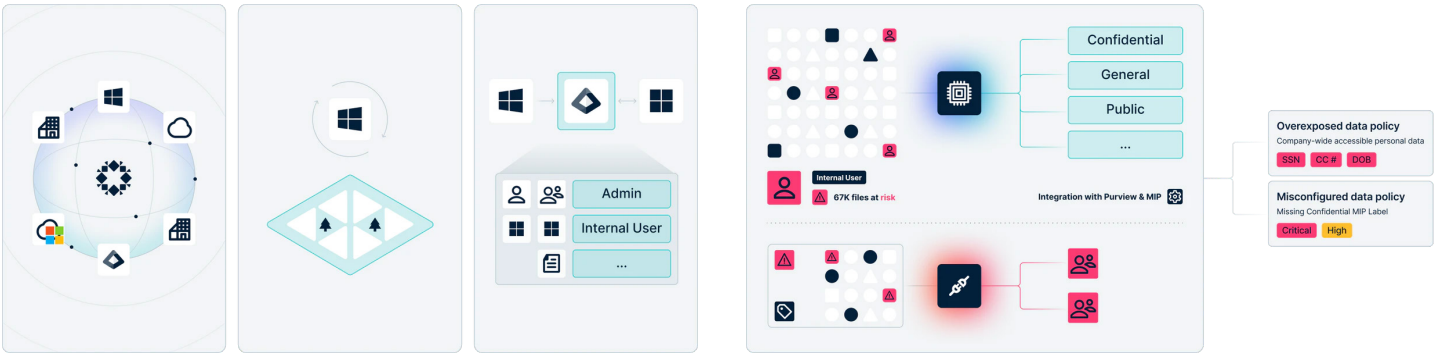 Admin
Internal User
...
Confidential
General
Public
...
Internal User
67K files at risk
Integration with Purview & MIP
Overexposed data policy
Company-wide accessible personal data
SSN CC # DOB
Misconfigured data policy
Missing Confidential MIP Label
Critical High